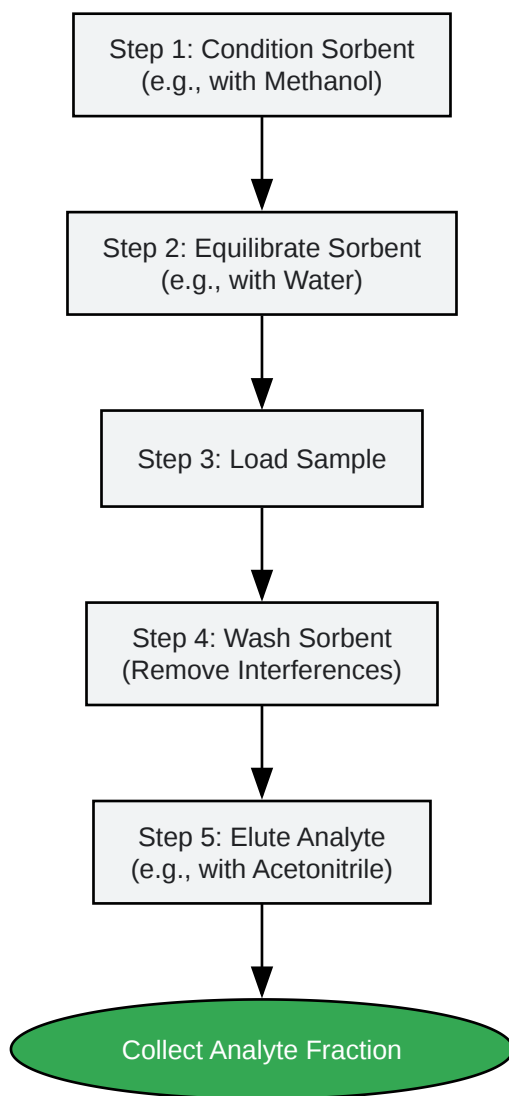 Step 1: Condition Sorbent
(e.g., with Methanol)
Step 2: Equilibrate Sorbent
(e.g., with Water)
Step 3: Load Sample
Step 4: Wash Sorbent
(Remove Interferences)
Step 5: Elute Analyte
(e.g., with Acetonitrile)
Collect Analyte Fraction